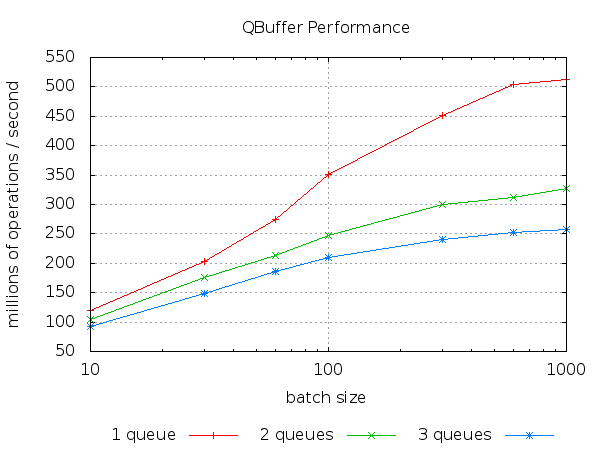 QBuffer Performance
millions of operations / second
550
500
450
400
350
300
250
200
150
100
50
10 100 1000
batch size
1 queue 2 queues 3 queues